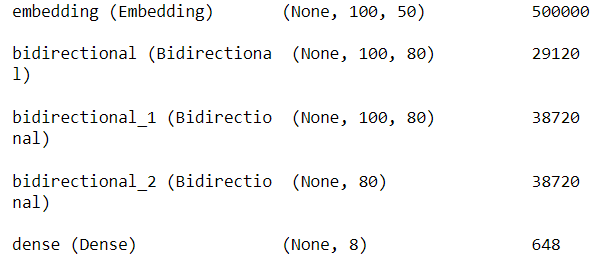 embedding (Embedding) (None, 100, 50) 500000
bidirectional (Bidirectiona (None, 100, 80) 29120
l)
bidirectional_1 (Bidirectio (None, 100, 80) 38720
nal)
bidirectional_2 (Bidirectio (None, 80) 38720
nal)
dense (Dense) (None, 8) 648